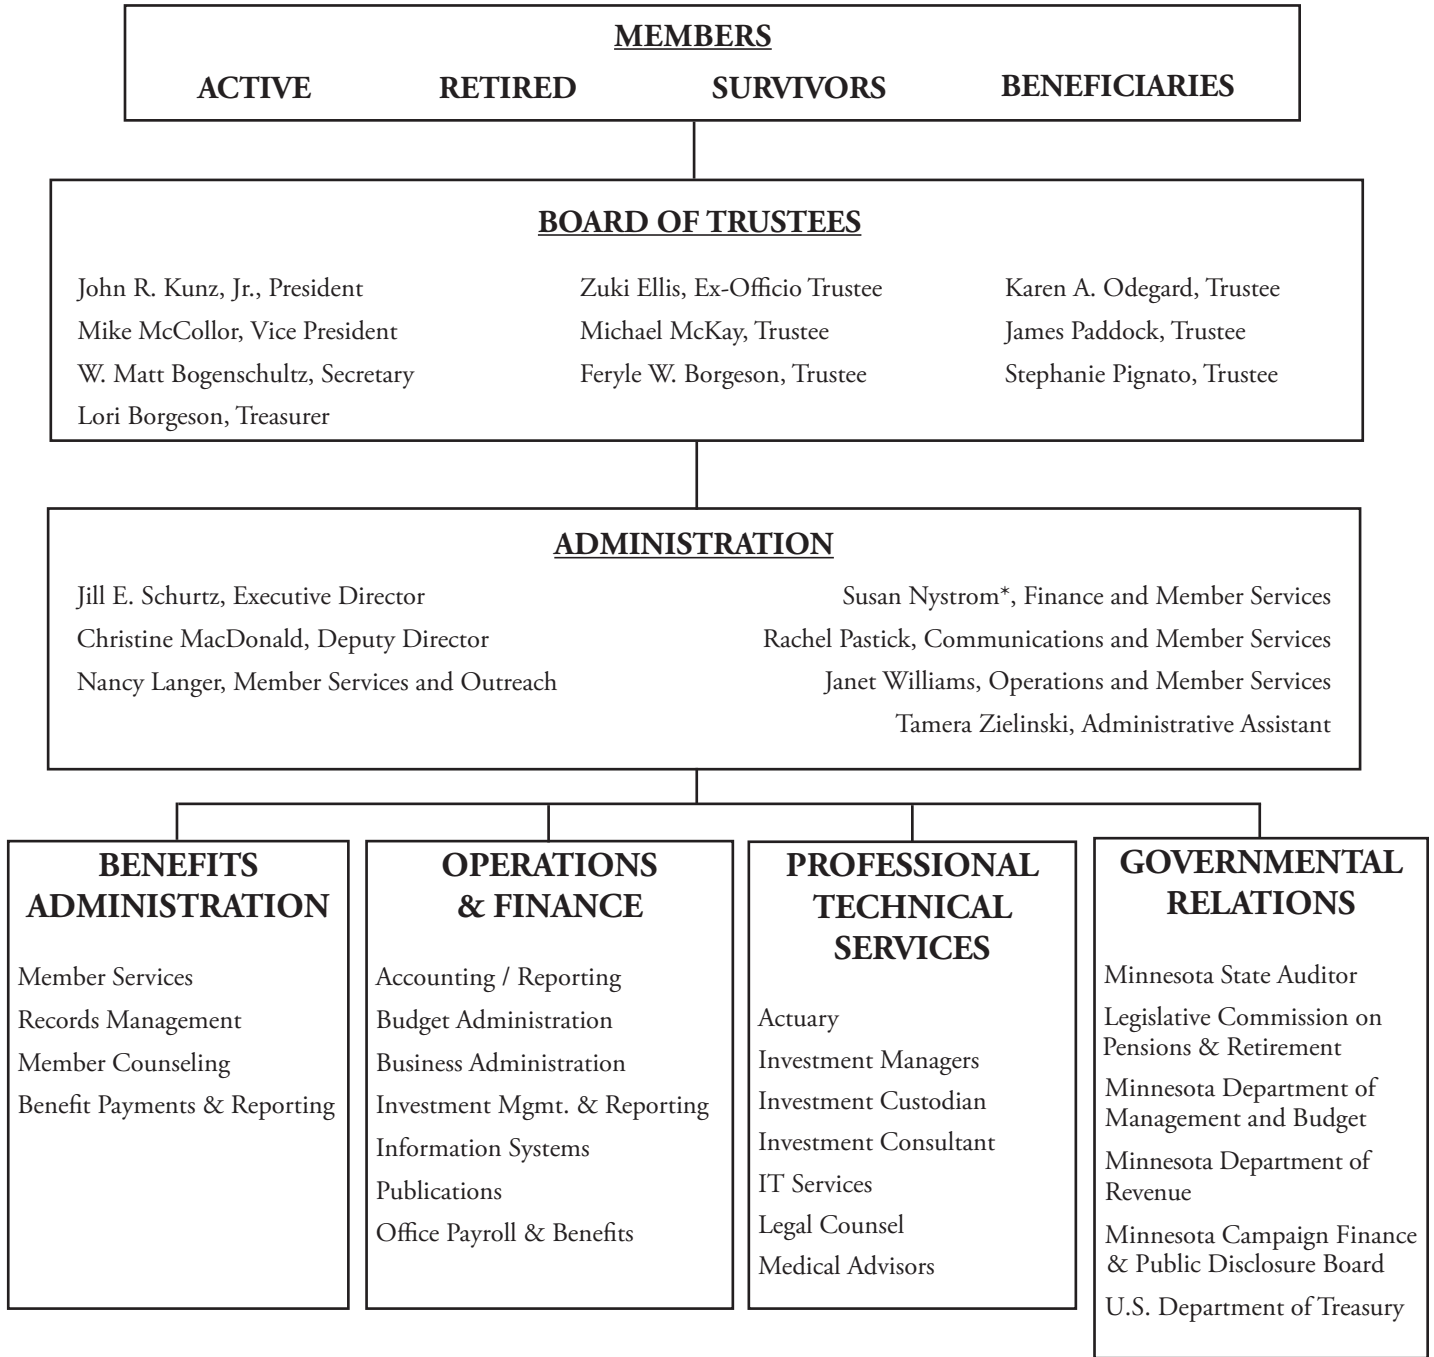 MEMBERS
ACTIVE RETIRED SURVIVORS BENEFICIARIES
BOARD OF TRUSTEES
John R. Kunz, Jr., President
Mike McCollor, Vice President
W. Matt Bogenschultz, Secretary
Lori Borgeson, Treasurer
Zuki Ellis, Ex-Officio Trustee
Michael McKay, Trustee
Feryle W. Borgeson, Trustee
Karen A. Odegard, Trustee
James Paddock, Trustee
Stephanie Pignato, Trustee
ADMINISTRATION
Jill E. Schurtz, Executive Director
Christine MacDonald, Deputy Director
Nancy Langer, Member Services and Outreach
Susan Nystrom*, Finance and Member Services
Rachel Pastick, Communications and Member Services
Janet Williams, Operations and Member Services
Tamera Zielinski, Administrative Assistant
BENEFITS
ADMINISTRATION
Member Services
Records Management
Member Counseling
Benefit Payments & Reporting
OPERATIONS
& FINANCE
Accounting / Reporting
Budget Administration
Business Administration
Investment Mgmt. & Reporting
Information Systems
Publications
Office Payroll & Benefits
PROFESSIONAL
TECHNICAL
SERVICES
Actuary
Investment Managers
Investment Custodian
Investment Consultant
IT Services
Legal Counsel
Medical Advisors
GOVERNMENTAL
RELATIONS
Minnesota State Auditor
Legislative Commission on
Pensions & Retirement
Minnesota Department of
Management and Budget
Minnesota Department of
Revenue
Minnesota Campaign Finance
& Public Disclosure Board
U.S. Department of Treasury